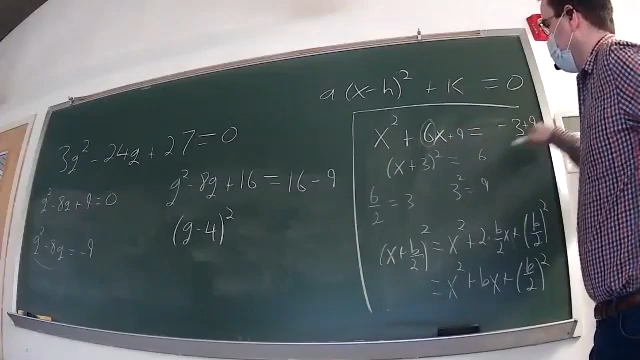 a(x-h)² + K = 0
3g² - 24g + 27 = 0
g² - 8g + 9 = 0
g² - 8g = -9
g² - 8g + 16 = 16 - 9
(g - 4)²
x² + 6x + 9 = -3 + 9
(x + 3)² = 6
6/2 = 3
3² = 9
(x + b/2)² = x² + 2·b/2x + (b/2)²
= x² + bx + (b/2)²